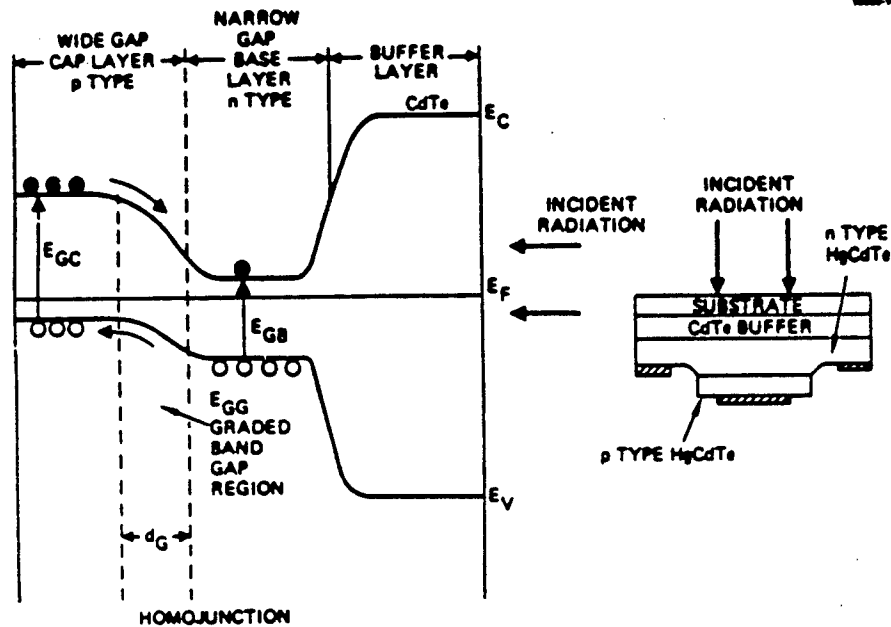 WIDE GAP
CAP LAYER
p TYPE
NARROW
GAP
BASE
LAYER
n TYPE
BUFFER
LAYER
CdTe
E_C
E_GC
E_F
E_GB
E_GG
GRADED
BAND
GAP
REGION
E_V
d_G
HOMOJUNCTION
INCIDENT
RADIATION
INCIDENT
RADIATION
n TYPE
HgCdTe
SUBSTRATE
CdTe BUFFER
p TYPE HgCdTe